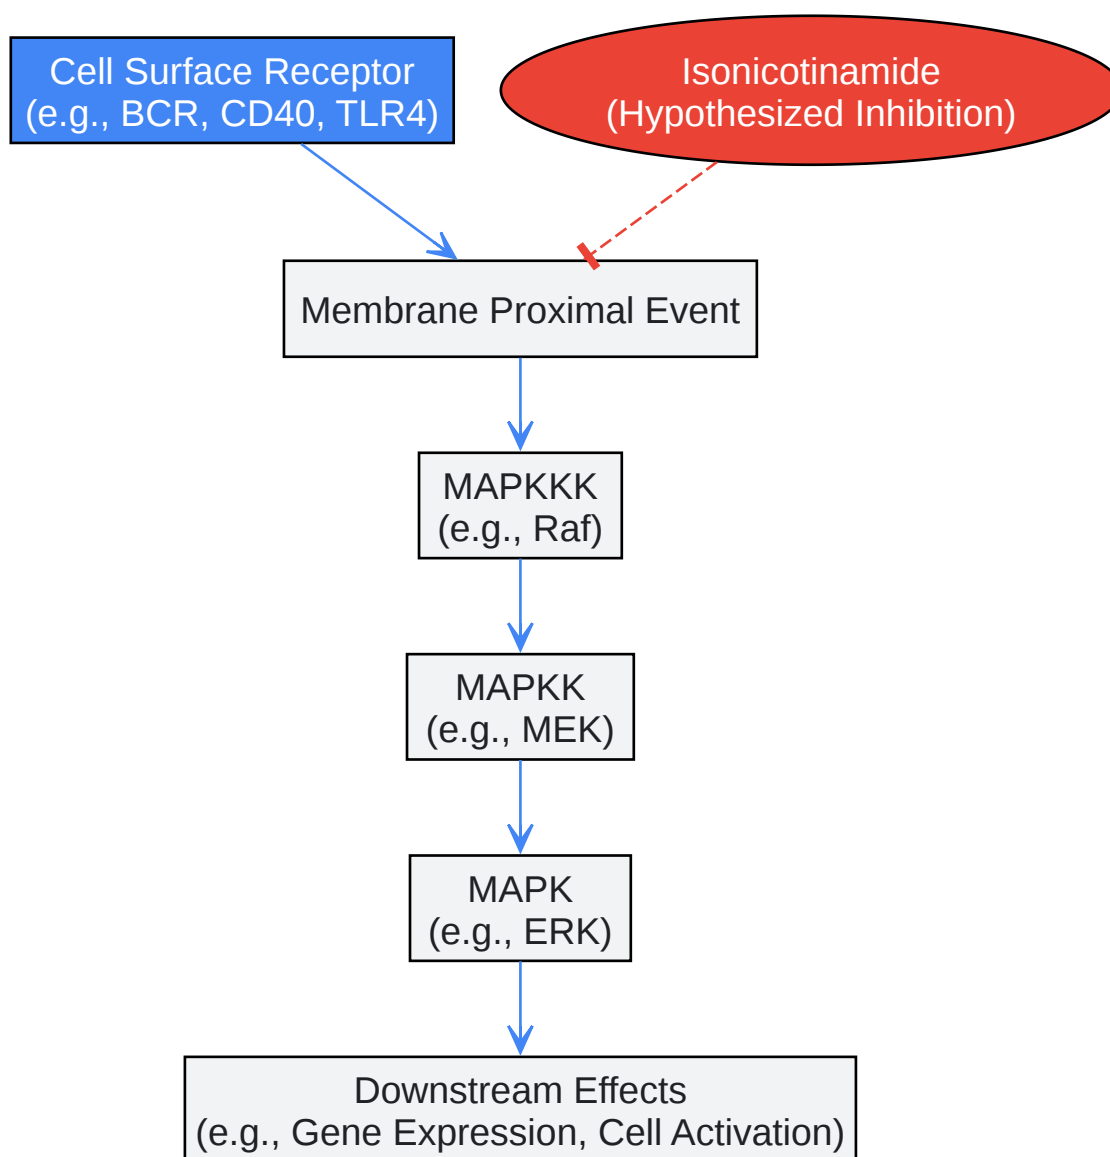 Cell Surface Receptor
(e.g., BCR, CD40, TLR4)
Isonicotinamide
(Hypothesized Inhibition)
Membrane Proximal Event
MAPKKK
(e.g., Raf)
MAPKK
(e.g., MEK)
MAPK
(e.g., ERK)
Downstream Effects
(e.g., Gene Expression, Cell Activation)